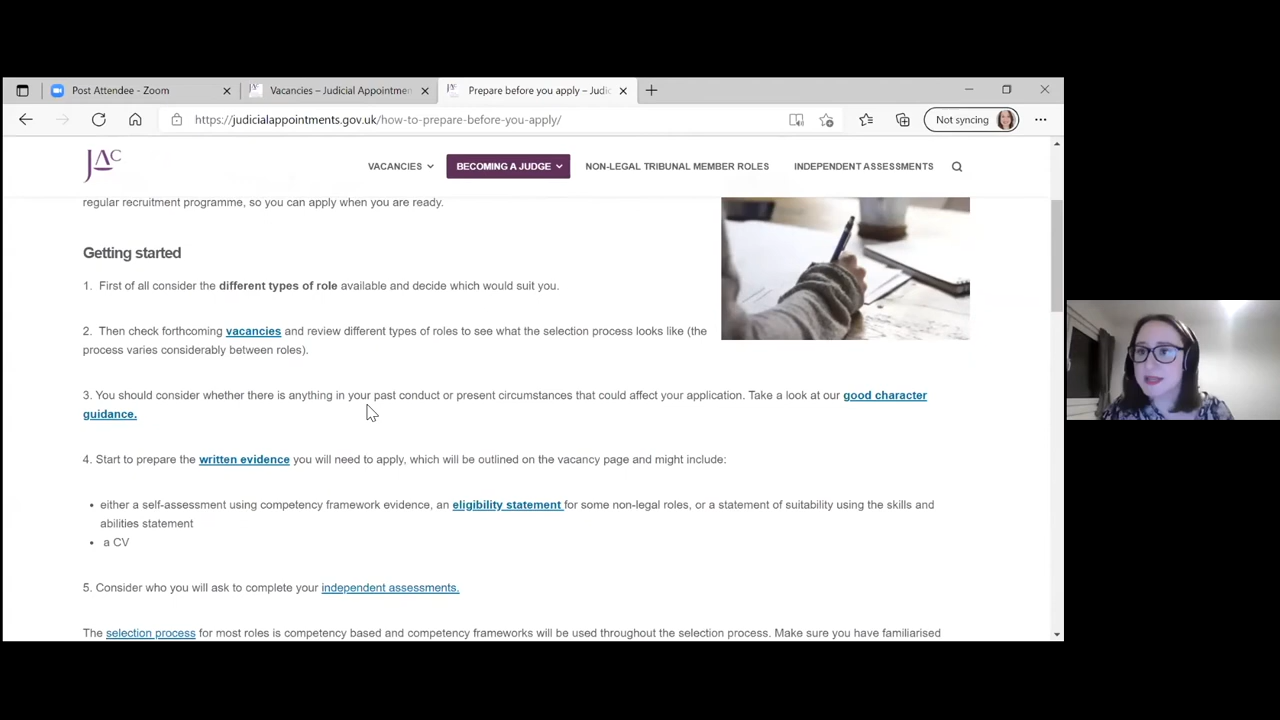 Post Attendee - Zoom
Vacancies – Judicial Appointmen
Prepare before you apply – Judic
https://judicialappointments.gov.uk/how-to-prepare-before-you-apply/
Not syncing
JAC
VACANCIES
BECOMING A JUDGE
NON-LEGAL TRIBUNAL MEMBER ROLES
INDEPENDENT ASSESSMENTS
regular recruitment programme, so you can apply when you are ready.
Getting started
1. First of all consider the different types of role available and decide which would suit you.
2. Then check forthcoming vacancies and review different types of roles to see what the selection process looks like (the
process varies considerably between roles).
3. You should consider whether there is anything in your past conduct or present circumstances that could affect your application. Take a look at our good character
guidance.
4. Start to prepare the written evidence you will need to apply, which will be outlined on the vacancy page and might include:
• either a self-assessment using competency framework evidence, an eligibility statement for some non-legal roles, or a statement of suitability using the skills and
abilities statement
• a CV
5. Consider who you will ask to complete your independent assessments.
The selection process for most roles is competency based and competency frameworks will be used throughout the selection process. Make sure you have familiarised